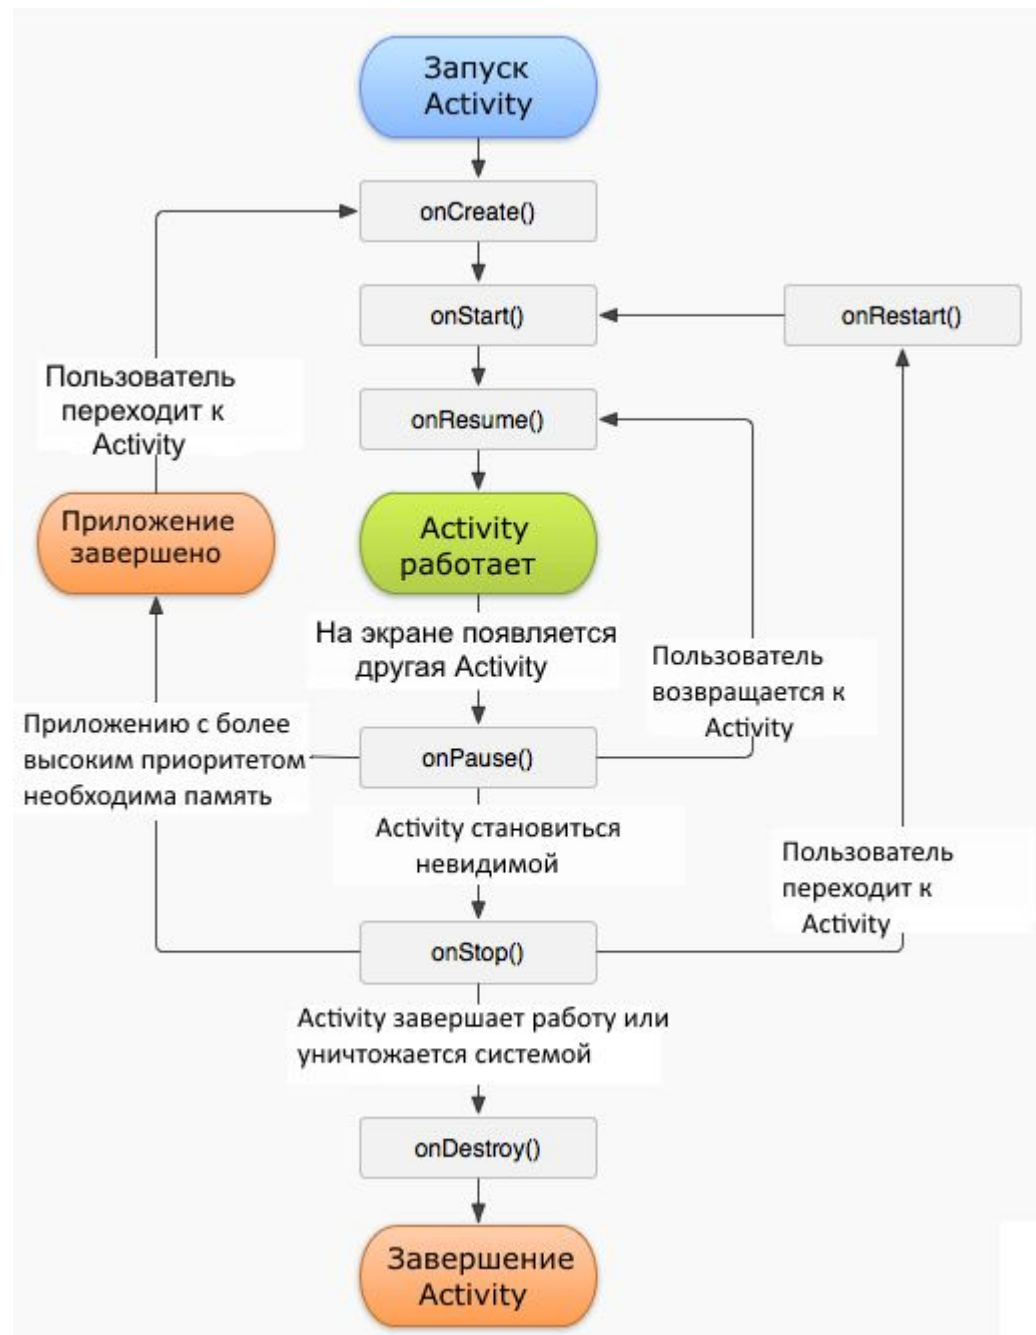 Запуск
Activity
onCreate()
onStart()
onRestart()
Пользователь
переходит к
Activity
onResume()
Приложение
завершено
Activity
работает
На экране появляется
другая Activity
Пользователь
возвращается к
Activity
Приложению с более
высоким приоритетом
необходима память
onPause()
Activity становиться
невидимой
Пользователь
переходит к
Activity
onStop()
Activity завершает работу или
уничтожается системой
onDestroy()
Завершение
Activity